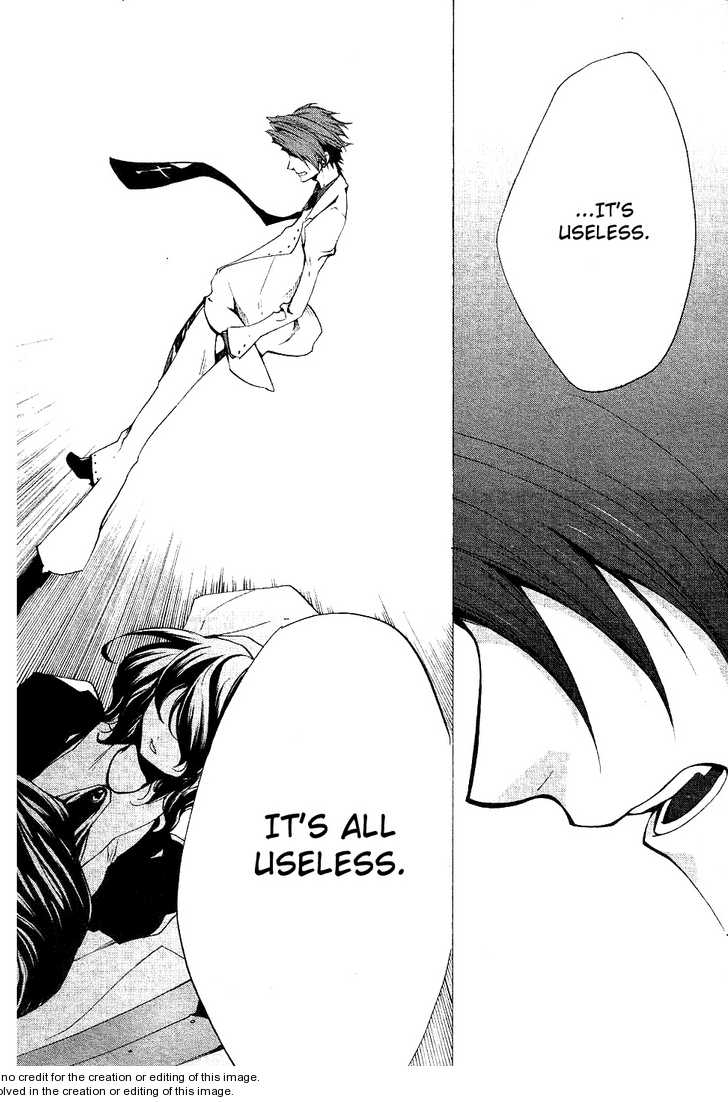 ...IT'S
USELESS.
IT'S ALL
USELESS.
no credit for the creation or editing of this image.
olved in the creation or editing of this image.